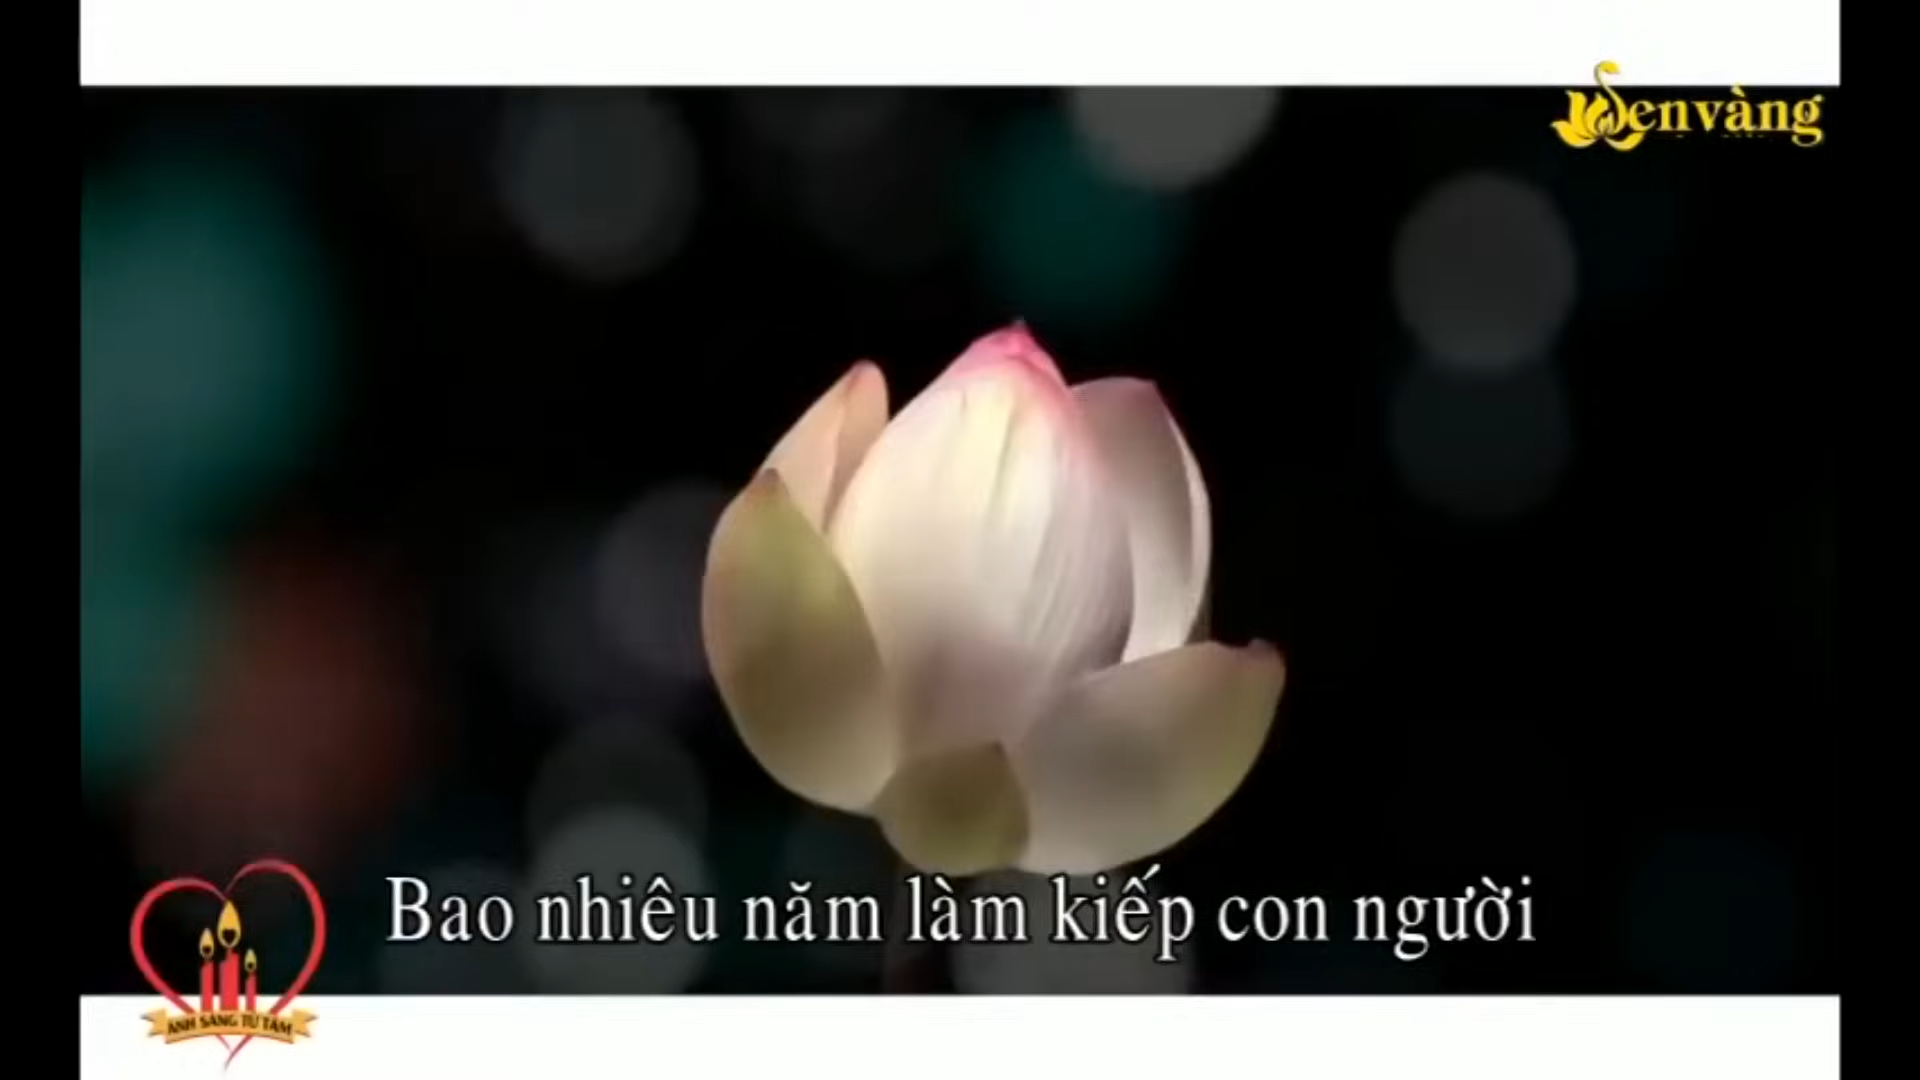 Senvàng
Bao nhiêu năm làm kiếp con người
ÁNH SÁNG TỪ TÂM